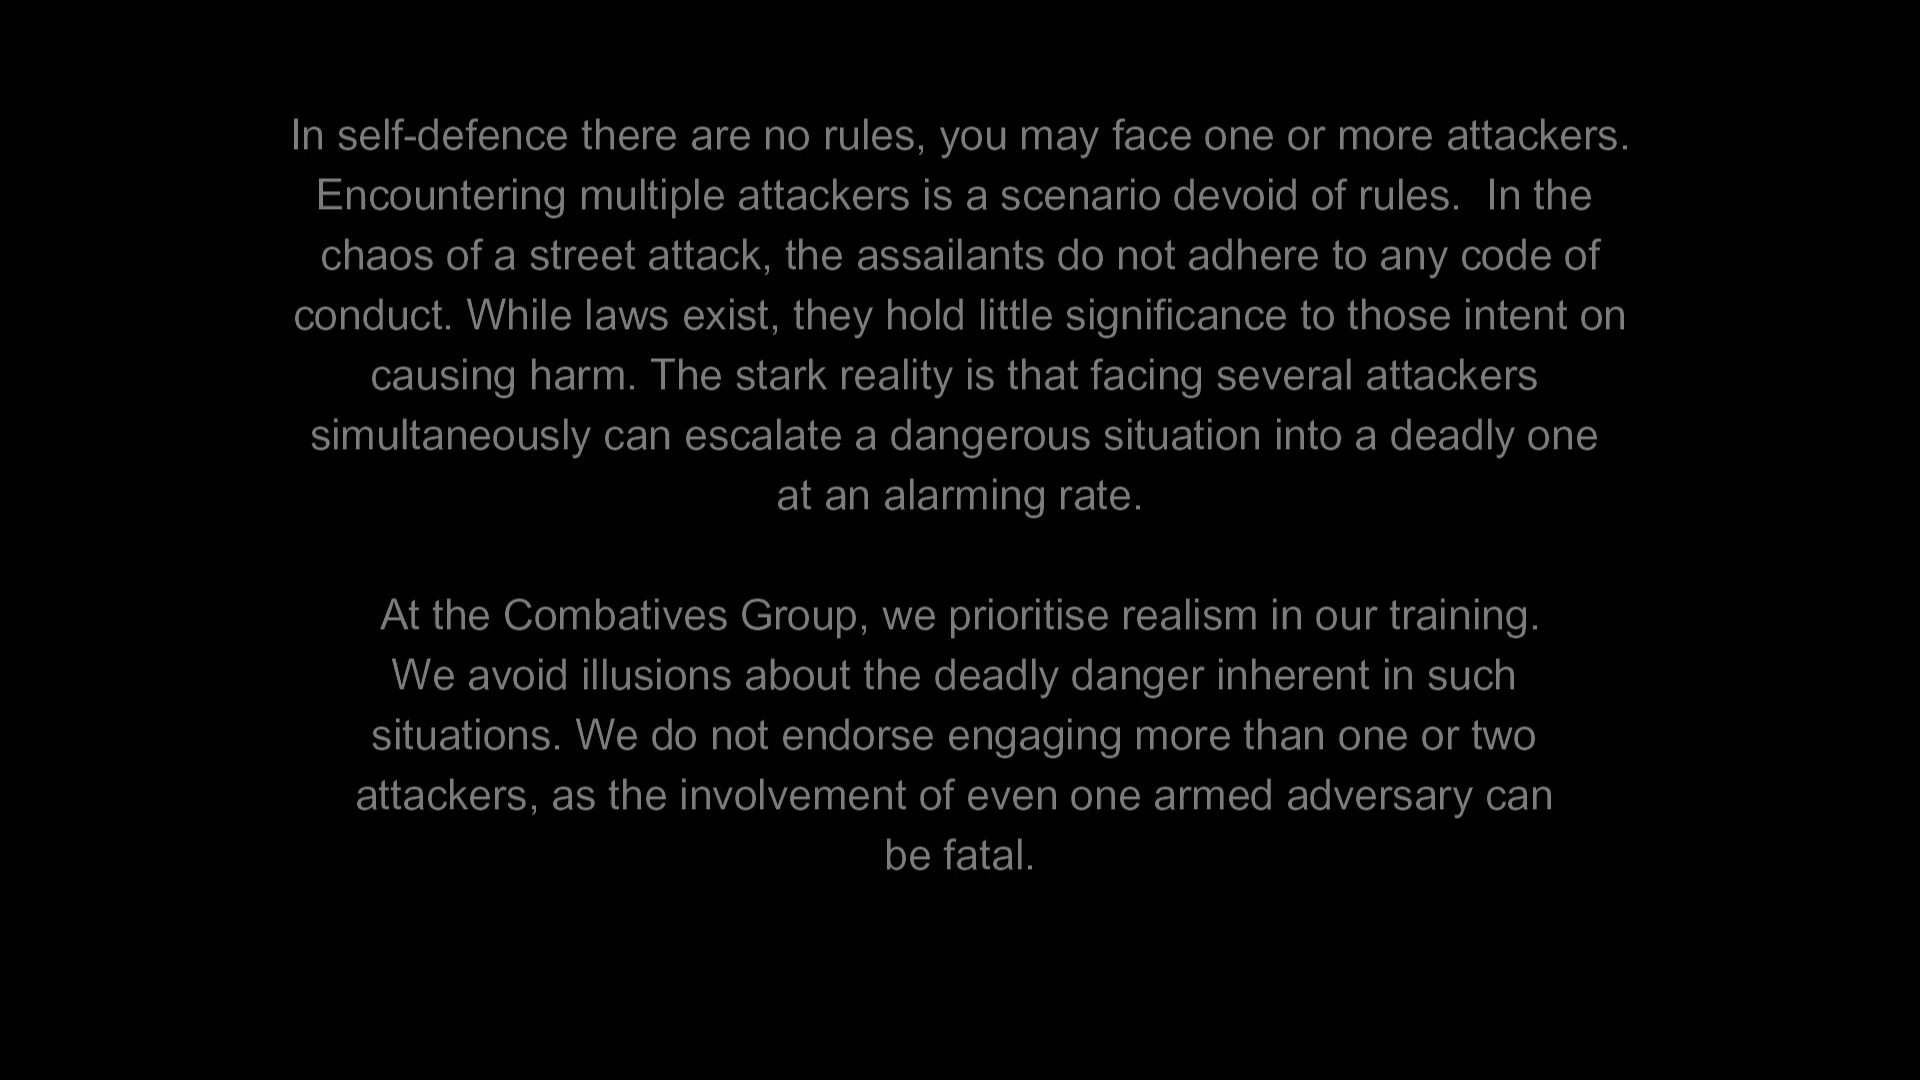 In self-defence there are no rules, you may face one or more attackers.
Encountering multiple attackers is a scenario devoid of rules.  In the
chaos of a street attack, the assailants do not adhere to any code of
conduct. While laws exist, they hold little significance to those intent on
causing harm. The stark reality is that facing several attackers
simultaneously can escalate a dangerous situation into a deadly one
at an alarming rate.
At the Combatives Group, we prioritise realism in our training.
We avoid illusions about the deadly danger inherent in such
situations. We do not endorse engaging more than one or two
attackers, as the involvement of even one armed adversary can
be fatal.